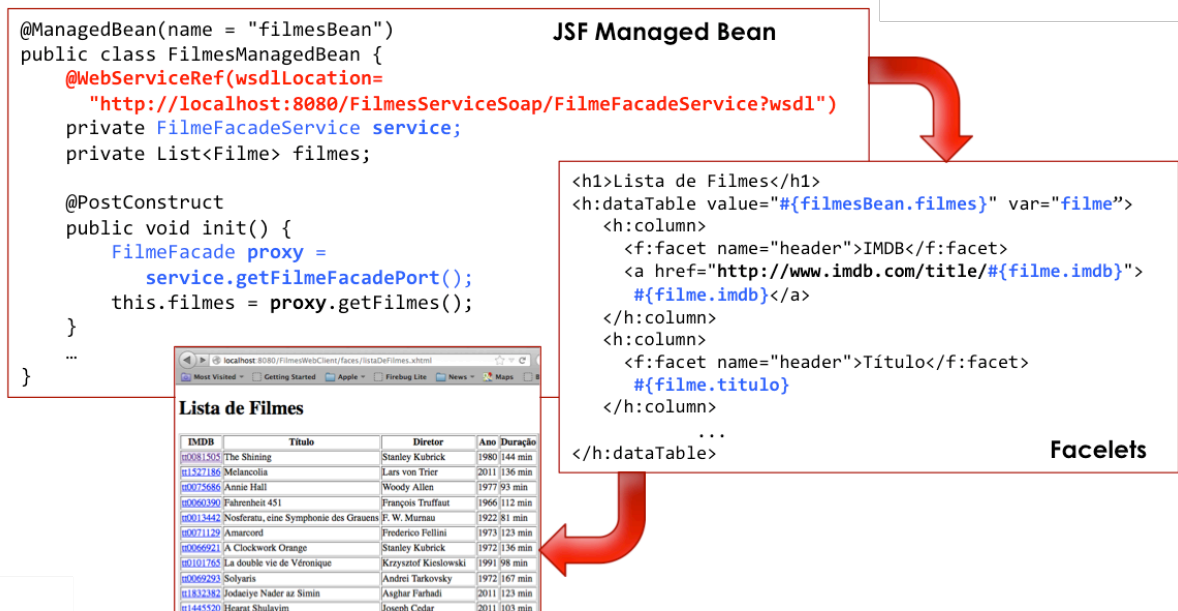 @ManagedBean(name = "filmesBean")
JSF Managed Bean
public class FilmesManagedBean {
@WebServiceRef(wsdlLocation=
"http://localhost:8080/FilmesServiceSoap/FilmeFacadeService?wsdl")
private FilmeFacadeService service;
private List<Filme> filmes;
@PostConstruct
public void init() {
FilmeFacade proxy =
service.getFilmeFacadePort();
this.filmes = proxy.getFilmes();
}
…
}
<h1>Lista de Filmes</h1>
<h:dataTable value="#{filmesBean.filmes}" var="filme”>
<h:column>
<f:facet name="header">IMDB</f:facet>
<a href="http://www.imdb.com/title/#{filme.imdb}">
#{filme.imdb}</a>
</h:column>
<h:column>
<f:facet name="header">Título</f:facet>
#{filme.titulo}
</h:column>
...
</h:dataTable>
Facelets
localhost:8080/FilmesWebClient/faces/listaDeFilmes.xhtml
Most Visited Getting Started Apple Firebug Lite News Maps
Lista de Filmes
IMDB Título Diretor Ano Duração
tt0081505 The Shining Stanley Kubrick 1980 144 min
tt1527186 Melancolia Lars von Trier 2011 136 min
tt0075686 Annie Hall Woody Allen 1977 93 min
tt0060390 Fahrenheit 451 François Truffaut 1966 112 min
tt0013442 Nosferatu, eine Symphonie des Grauens F. W. Murnau 1922 81 min
tt0071129 Amarcord Frederico Fellini 1973 123 min
tt0066921 A Clockwork Orange Stanley Kubrick 1972 136 min
tt0101765 La double vie de Véronique Krzysztof Kieslowski 1991 98 min
tt0069293 Solyaris Andrei Tarkovsky 1972 167 min
tt1832382 Jodaeiye Nader az Simin Asghar Farhadi 2011 123 min
tt1445520 Hearat Shulayim Joseph Cedar 2011 103 min